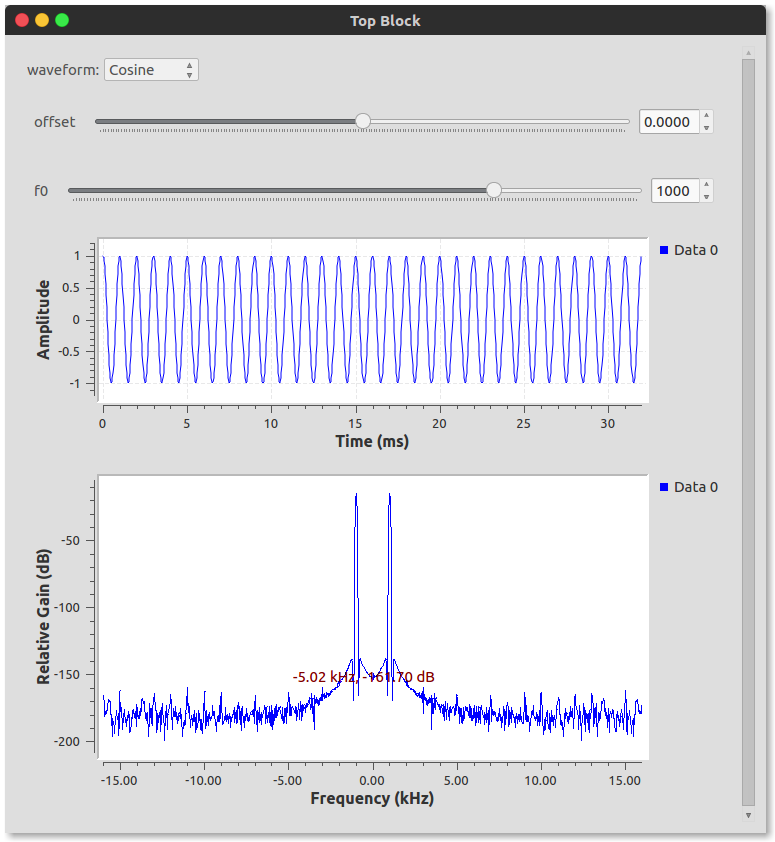 Top Block
waveform: Cosine
offset 0.0000
f0 1000
Data 0
Amplitude
1
0.5
0
-0.5
-1
0 5 10 15 20 25 30
Time (ms)
Data 0
Relative Gain (dB)
-50
-100
-150
-200
-5.02 kHz, -161.70 dB
-15.00 -10.00 -5.00 0.00 5.00 10.00 15.00
Frequency (kHz)